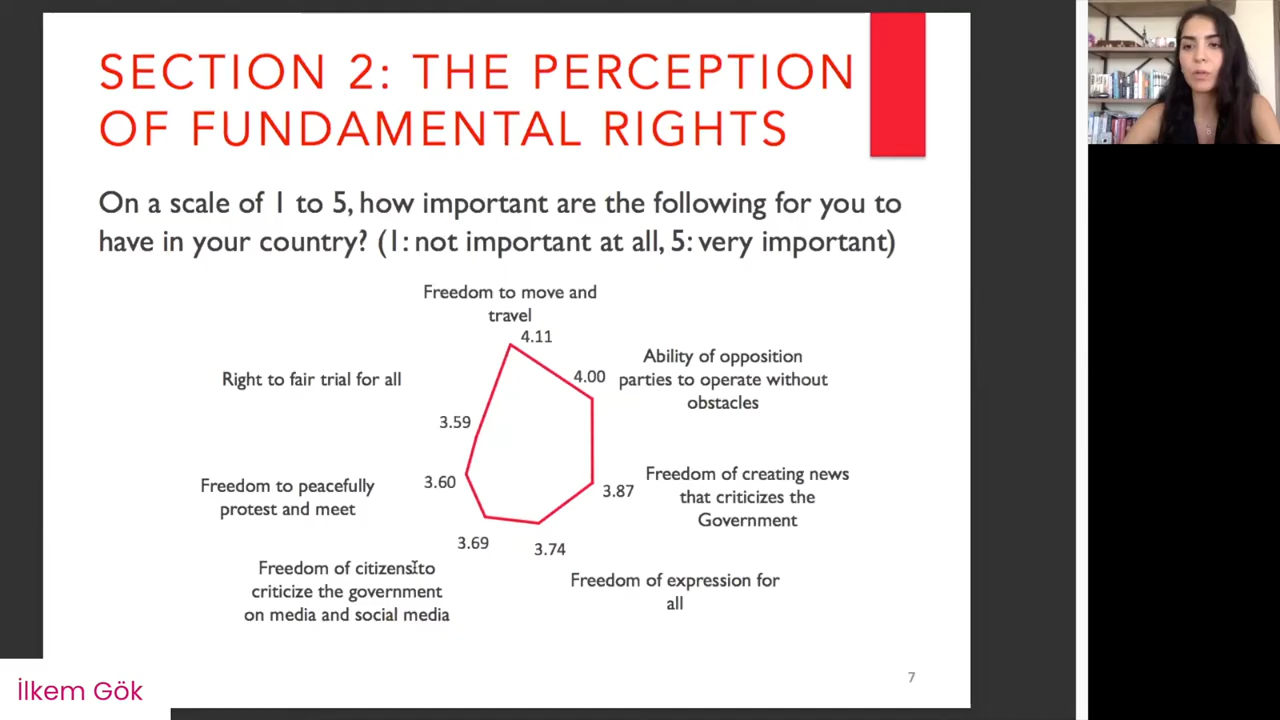 SECTION 2: THE PERCEPTION
OF FUNDAMENTAL RIGHTS
On a scale of 1 to 5, how important are the following for you to
have in your country? (1: not important at all, 5: very important)
Freedom to move and
travel
4.11
Ability of opposition
parties to operate without
obstacles
4.00
Freedom of creating news
that criticizes the
Government
3.87
Freedom of expression for
all
3.74
Freedom of citizens to
criticize the government
on media and social media
3.69
Freedom to peacefully
protest and meet
3.60
Right to fair trial for all
3.59
7
İlkem Gök